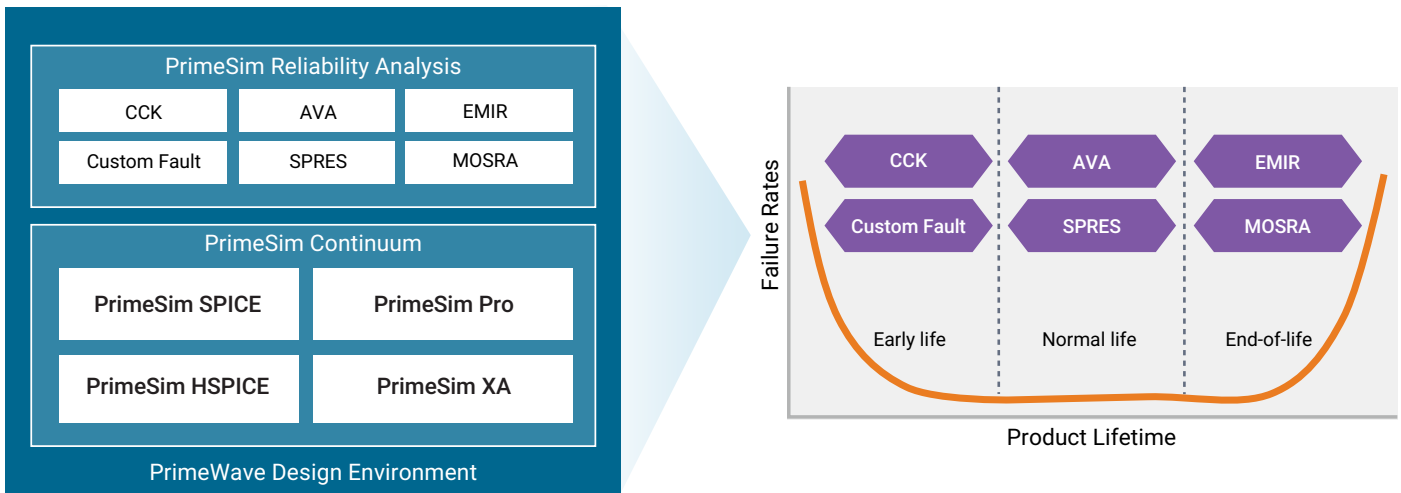 PrimeSim Reliability Analysis
CCK
AVA
EMIR
Custom Fault
SPRES
MOSRA
PrimeSim Continuum
PrimeSim SPICE
PrimeSim Pro
PrimeSim HSPICE
PrimeSim XA
PrimeWave Design Environment
Failure Rates
CCK
AVA
EMIR
Custom Fault
SPRES
MOSRA
Early life
Normal life
End-of-life
Product Lifetime